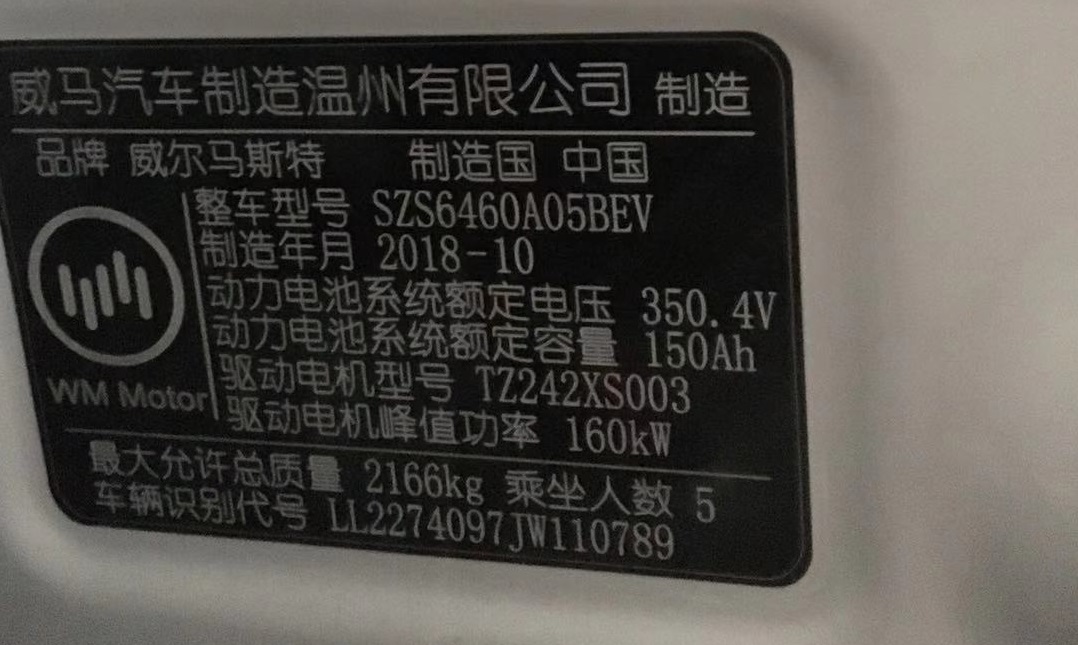 威马汽车制造温州有限公司 制造
品牌 威尔马斯特 制造国 中国
整车型号 SZS6460A05BEV
制造年月 2018-10
动力电池系统额定电压 350.4V
动力电池系统额定容量 150Ah
驱动电机型号 TZ242XS003
WM Motor
驱动电机峰值功率 160kW
最大允许总质量 2166kg 乘坐人数 5
车辆识别代号 LL2274097JW110789